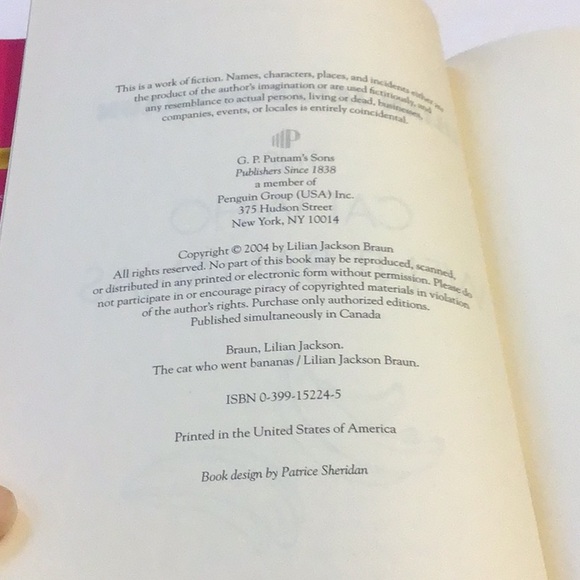 This is a work of fiction. Names, characters, places, and incidents either are
the product of the author's imagination or are used fictitiously, and
any resemblance to actual persons, living or dead, businesses,
companies, events, or locales is entirely coincidental.
G. P. Putnam's Sons
Publishers Since 1838
a member of
Penguin Group (USA) Inc.
375 Hudson Street
New York, NY 10014
Copyright © 2004 by Lilian Jackson Braun
All rights reserved. No part of this book may be reproduced, scanned,
or distributed in any printed or electronic form without permission. Please do
not participate in or encourage piracy of copyrighted materials in violation
of the author's rights. Purchase only authorized editions.
Published simultaneously in Canada
Braun, Lilian Jackson.
The cat who went bananas / Lilian Jackson Braun.
ISBN 0-399-15224-5
Printed in the United States of America
Book design by Patrice Sheridan